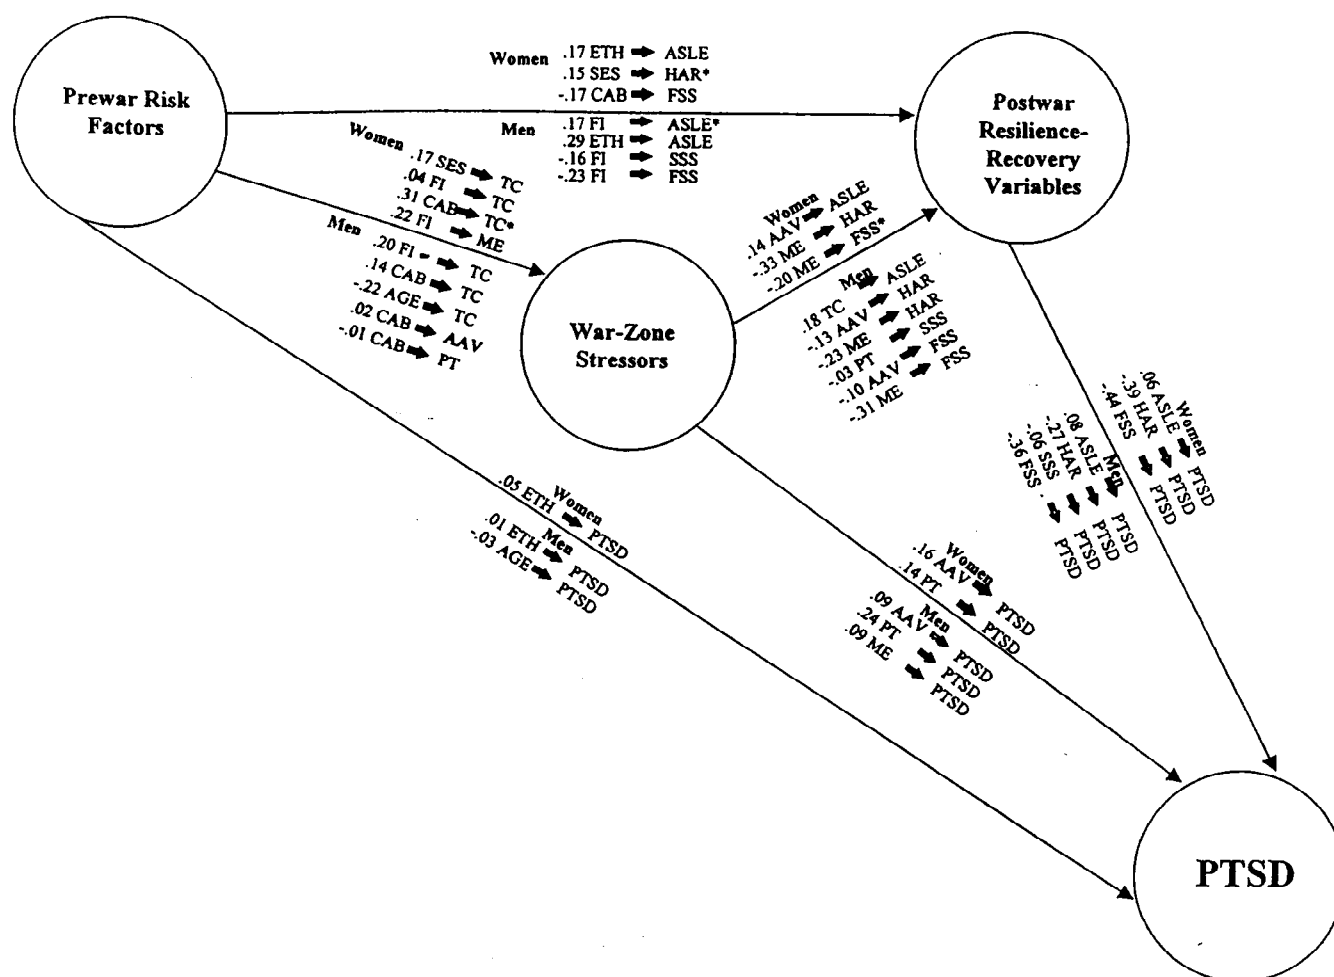 Prewar Risk
Factors
Women
.17 ETH ➡ ASLE
.15 SES ➡ HAR*
-.17 CAB ➡ FSS
Men
.17 FI ➡ ASLE*
.29 ETH ➡ ASLE
-.16 FI ➡ SSS
-.23 FI ➡ FSS
Postwar
Resilience-
Recovery
Variables
Women
.17 SES ➡ TC
.04 FI ➡ TC
.31 CAB ➡ TC*
.22 FI ➡ ME
Men
.20 FI ➡ TC
.14 CAB ➡ TC
-.22 AGE ➡ TC
.02 CAB ➡ AAV
-.01 CAB ➡ PT
War-Zone
Stressors
Women
.14 AAV ➡ ASLE
-.33 ME ➡ HAR
-.20 ME ➡ FSS*
Men
.18 TC ➡ ASLE
-.13 AAV ➡ HAR
-.23 ME ➡ HAR
-.03 PT ➡ SSS
-.10 AAV ➡ FSS
-.31 ME ➡ FSS
Women
.06 ASLE ➡ PTSD
-.39 HAR ➡ PTSD
-.44 FSS ➡ PTSD
Men
.08 ASLE ➡ PTSD
-.27 HAR ➡ PTSD
-.06 SSS ➡ PTSD
-.36 FSS ➡ PTSD
Women
.05 ETH ➡ PTSD
Men
.01 ETH ➡ PTSD
-.03 AGE ➡ PTSD
Women
.16 AAV ➡ PTSD
.14 PT ➡ PTSD
Men
.09 AAV ➡ PTSD
.24 PT ➡ PTSD
.09 ME ➡ PTSD
PTSD